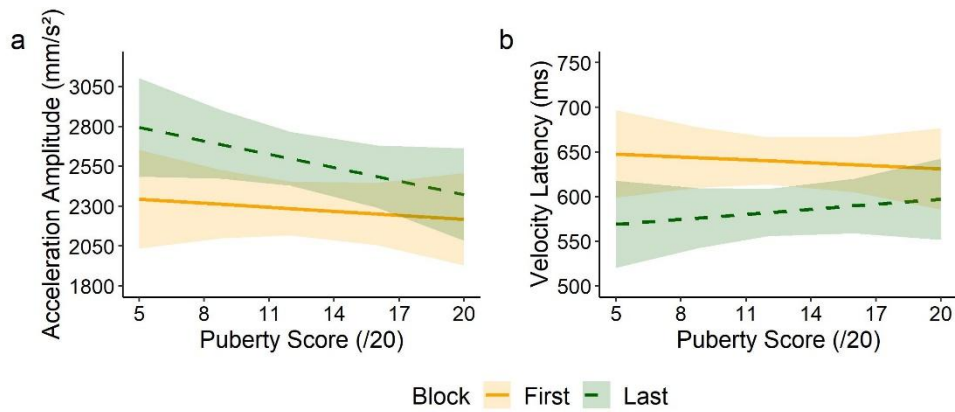 a
Acceleration Amplitude (mm/s²)
3050
2800
2550
2300
2050
1800
5 8 11 14 17 20
Puberty Score (/20)
b
Velocity Latency (ms)
750
700
650
600
550
500
5 8 11 14 17 20
Puberty Score (/20)
Block First Last